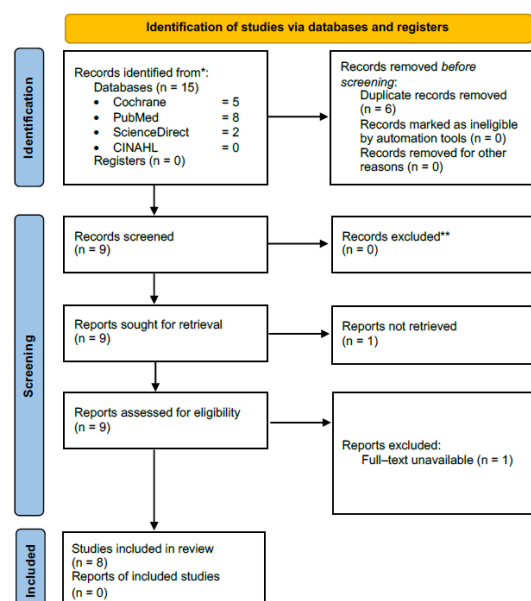 Identification of studies via databases and registers
Identification
Records identified from*:
Databases (n = 15)
• Cochrane = 5
• PubMed = 8
• ScienceDirect = 2
• CINAHL = 0
Registers (n = 0)
Records removed before
screening:
Duplicate records removed
(n = 6)
Records marked as ineligible
by automation tools (n = 0)
Records removed for other
reasons (n = 0)
Screening
Records screened
(n = 9)
Records excluded**
(n = 0)
Reports sought for retrieval
(n = 9)
Reports not retrieved
(n = 1)
Reports assessed for eligibility
(n = 9)
Reports excluded:
Full–text unavailable (n = 1)
Included
Studies included in review
(n = 8)
Reports of included studies
(n = 0)